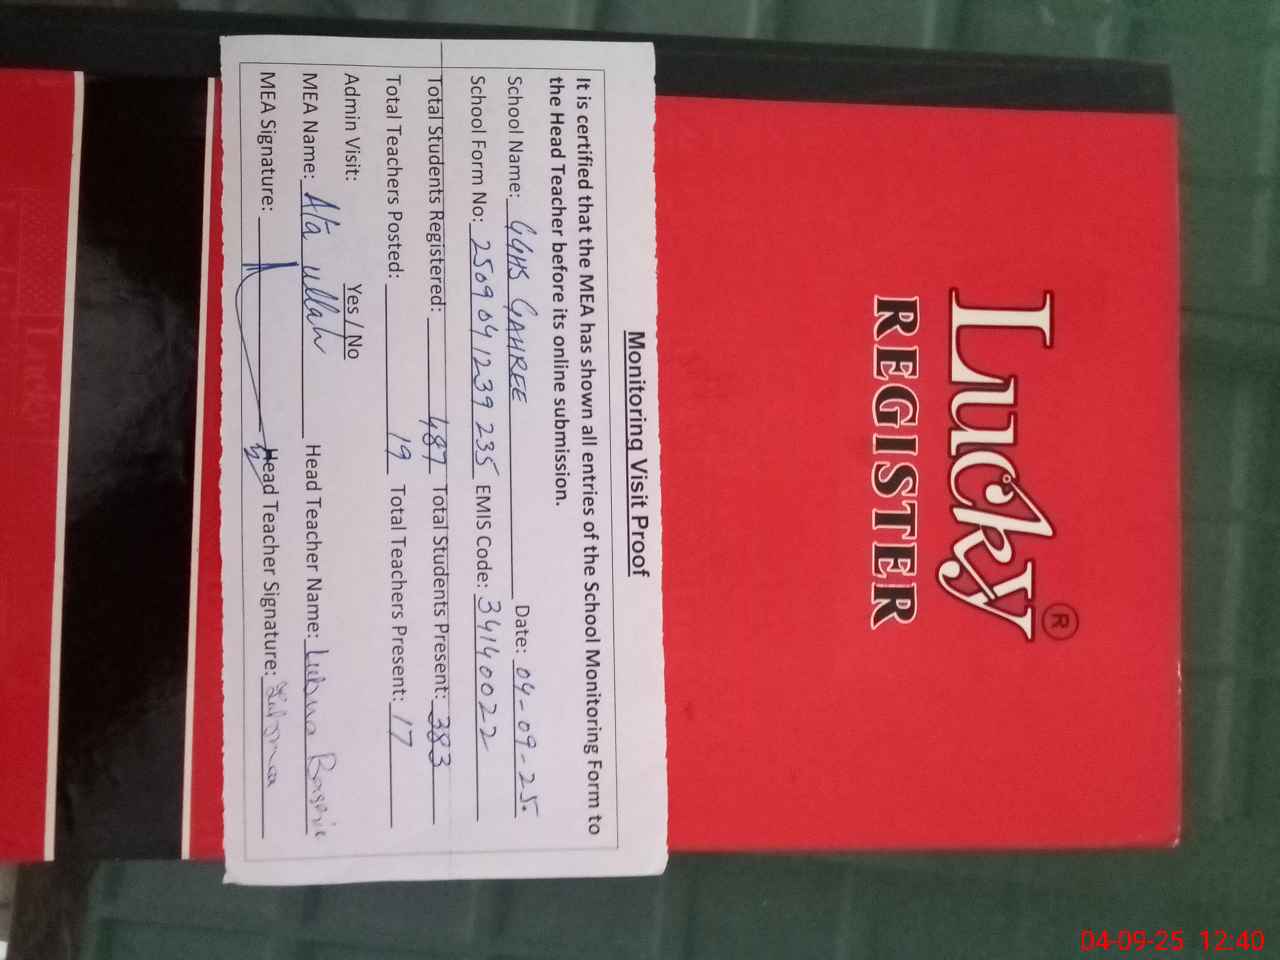 Lucky ®
REGISTER
Monitoring Visit Proof
It is certified that the MEA has shown all entries of the School Monitoring Form to
the Head Teacher before its online submission.
School Name: GGHS GAHREE Date: 04-09-25.
School Form No: 2509041239235 EMIS Code: 34140022
Total Students Registered: 487 Total Students Present: 383
Total Teachers Posted: 19 Total Teachers Present: 17
Admin Visit: Yes / No
MEA Name: Ata ullah Head Teacher Name: Lubna
MEA Signature: Head Teacher Signature:
04-09-25 12:40